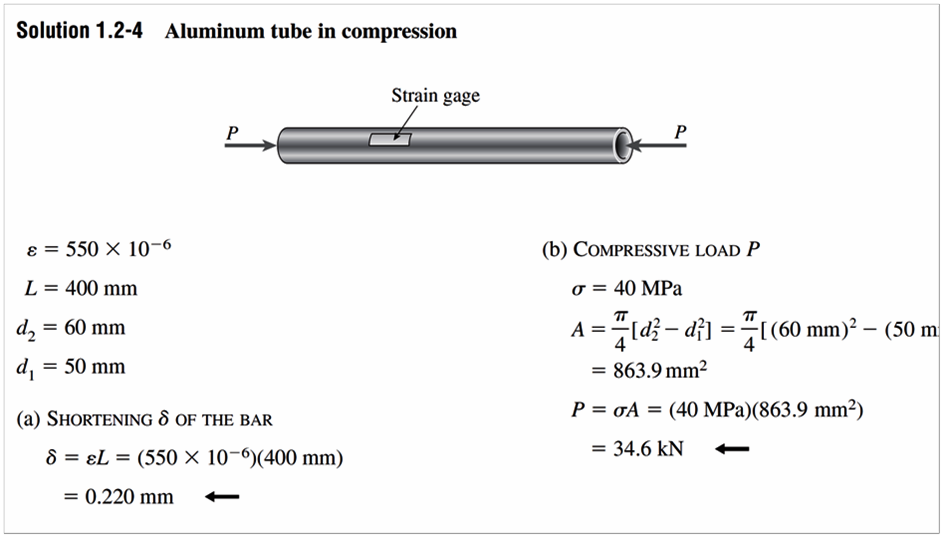 Solution 1.2-4 Aluminum tube in compression
Strain gage
P
P
ε = 550 × 10⁻⁶
L = 400 mm
d₂ = 60 mm
d₁ = 50 mm
(a) SHORTENING δ OF THE BAR
δ = εL = (550 × 10⁻⁶)(400 mm)
= 0.220 mm ←
(b) COMPRESSIVE LOAD P
σ = 40 MPa
A = π/4[d₂² − d₁²] = π/4[(60 mm)² − (50 m
= 863.9 mm²
P = σA = (40 MPa)(863.9 mm²)
= 34.6 kN ←